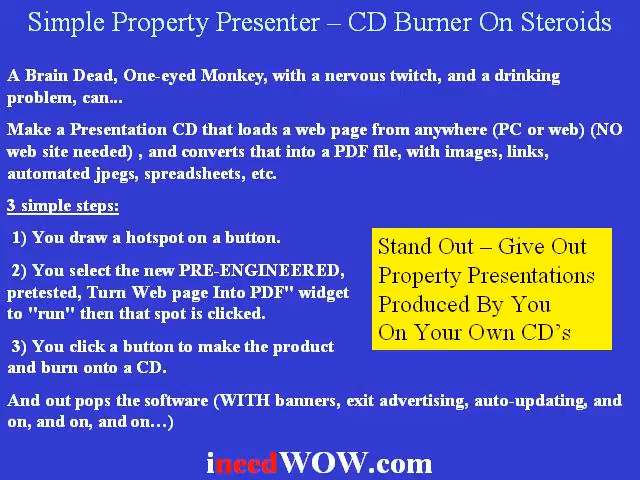 Simple Property Presenter – CD Burner On Steroids
A Brain Dead, One-eyed Monkey, with a nervous twitch, and a drinking
problem, can...
Make a Presentation CD that loads a web page from anywhere (PC or web) (NO
web site needed) , and converts that into a PDF file, with images, links,
automated jpegs, spreadsheets, etc.
3 simple steps:
1) You draw a hotspot on a button.
2) You select the new PRE-ENGINEERED,
pretested, Turn Web page Into PDF" widget
to "run" then that spot is clicked.
3) You click a button to make the product
and burn onto a CD.
Stand Out – Give Out
Property Presentations
Produced By You
On Your Own CD's
And out pops the software (WITH banners, exit advertising, auto-updating, and
on, and on, and on…)
ineedWOW.com